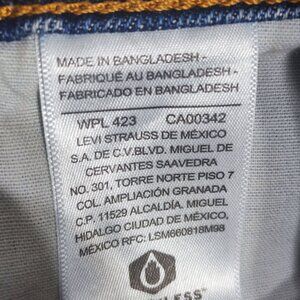 MADE IN BANGLADESH -
FABRIQUÉ AU BANGLADESH -
FABRICADO EN BANGLADESH
WPL 423 CA00342
LEVI STRAUSS DE MÉXICO
S.A. DE C.V.BLVD. MIGUEL DE
CERVANTES SAAVEDRA
NO. 301, TORRE NORTE PISO 7
COL. AMPLIACIÓN GRANADA
C.P. 11529 ALCALDÍA. MIGUEL
HIDALGO CIUDAD DE MÉXICO,
MÉXICO RFC: LSM660818M98